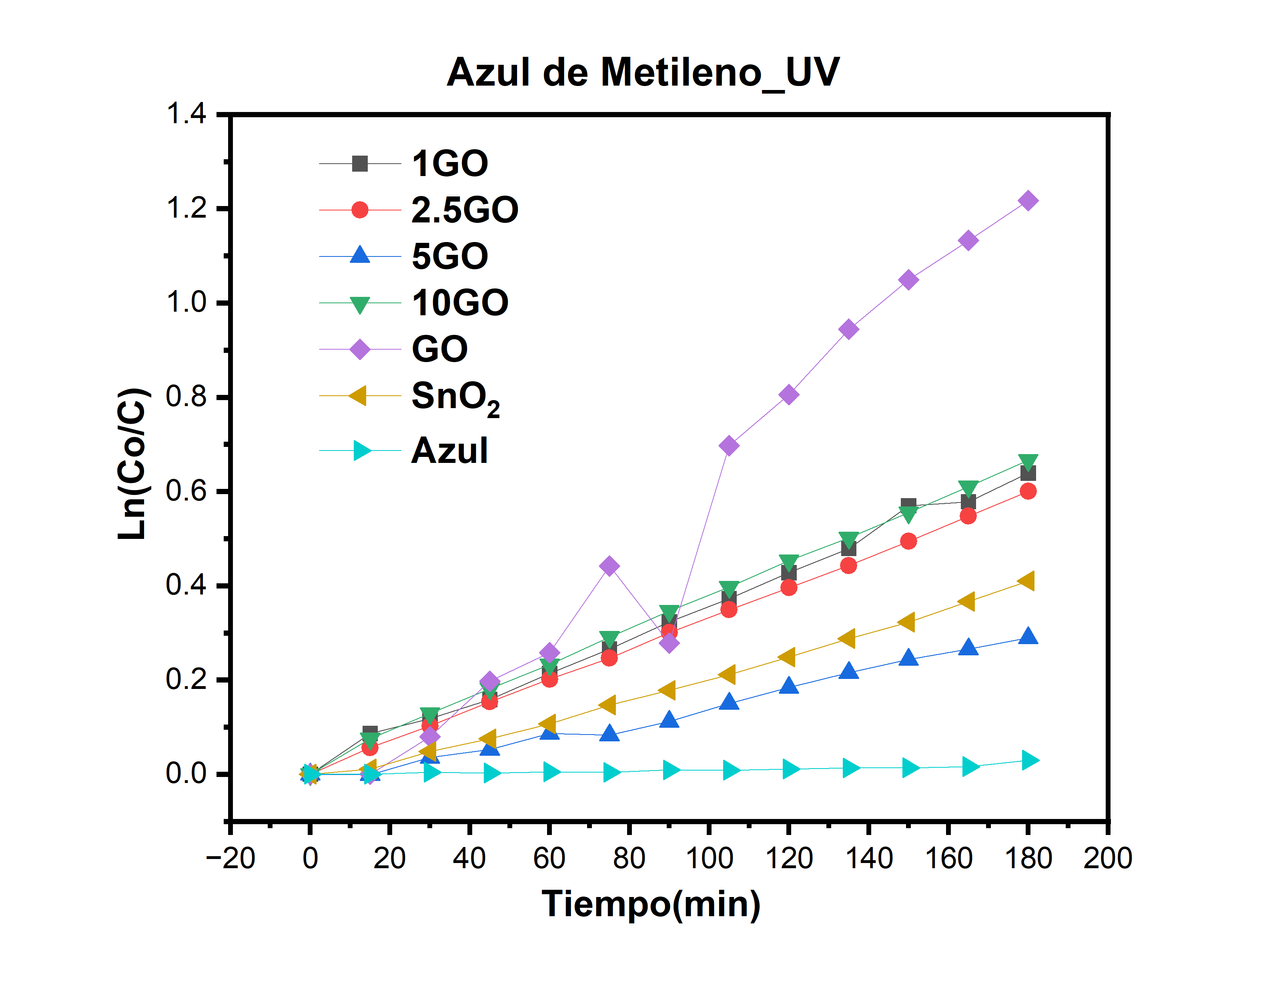 Azul de Metileno_UV
1.4
1.2
1.0
0.8
0.6
0.4
0.2
0.0
Ln(Co/C)
1GO
2.5GO
5GO
10GO
GO
SnO₂
Azul
−20 0 20 40 60 80 100 120 140 160 180 200
Tiempo(min)